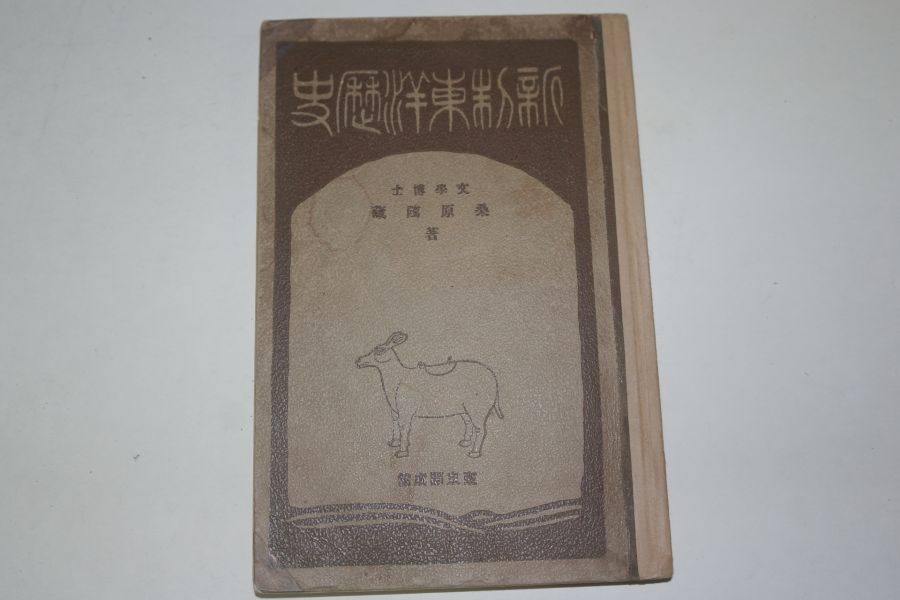 新制東洋歷史
文學博士
桑原隲藏
著
東京開成館